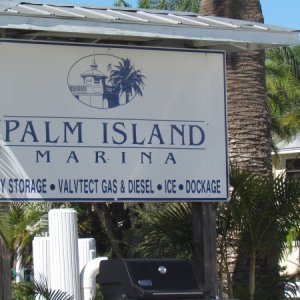 PALM ISLAND
MARINA
Y STORAGE • VALVTECT GAS & DIESEL • ICE • DOCKAGE